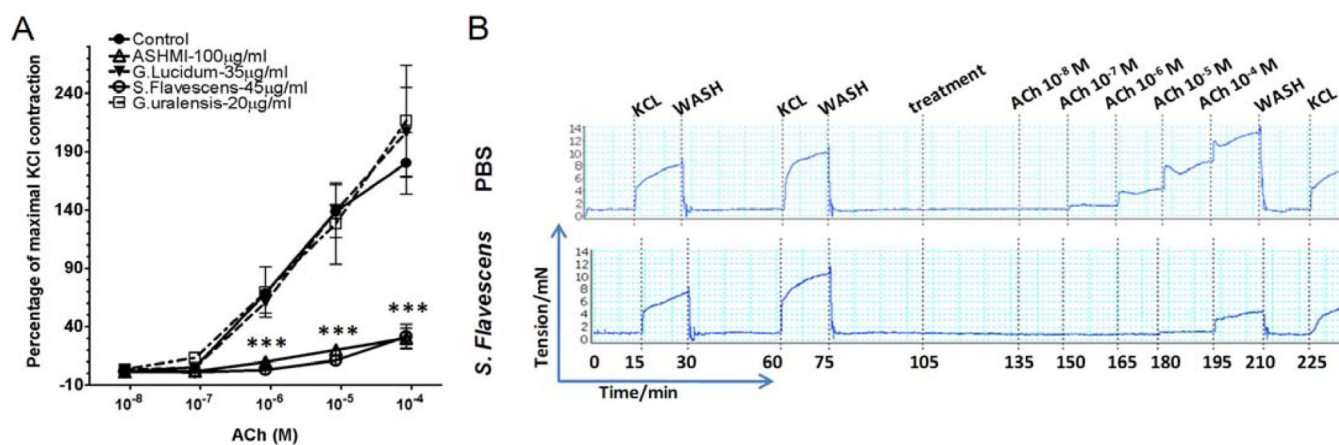 A
Control
ASHMI-100µg/ml
G.Lucidum-35µg/ml
S.Flavescens-45µg/ml
G.uralensis-20µg/ml
Percentage of maximal KCl contraction
240
190
140
90
40
-10
***
***
***
10-8
10-7
10-6
10-5
10-4
ACh (M)
B
KCL
WASH
KCL
WASH
treatment
ACh 10-8 M
ACh 10-7 M
ACh 10-6 M
ACh 10-5 M
ACh 10-4 M
WASH
KCL
PBS
14
12
10
8
6
4
2
0
S. Flavescens
14
12
10
8
6
4
2
0
Tension/mN
0 15 30 60 75 105 135 150 165 180 195 210 225
Time/min